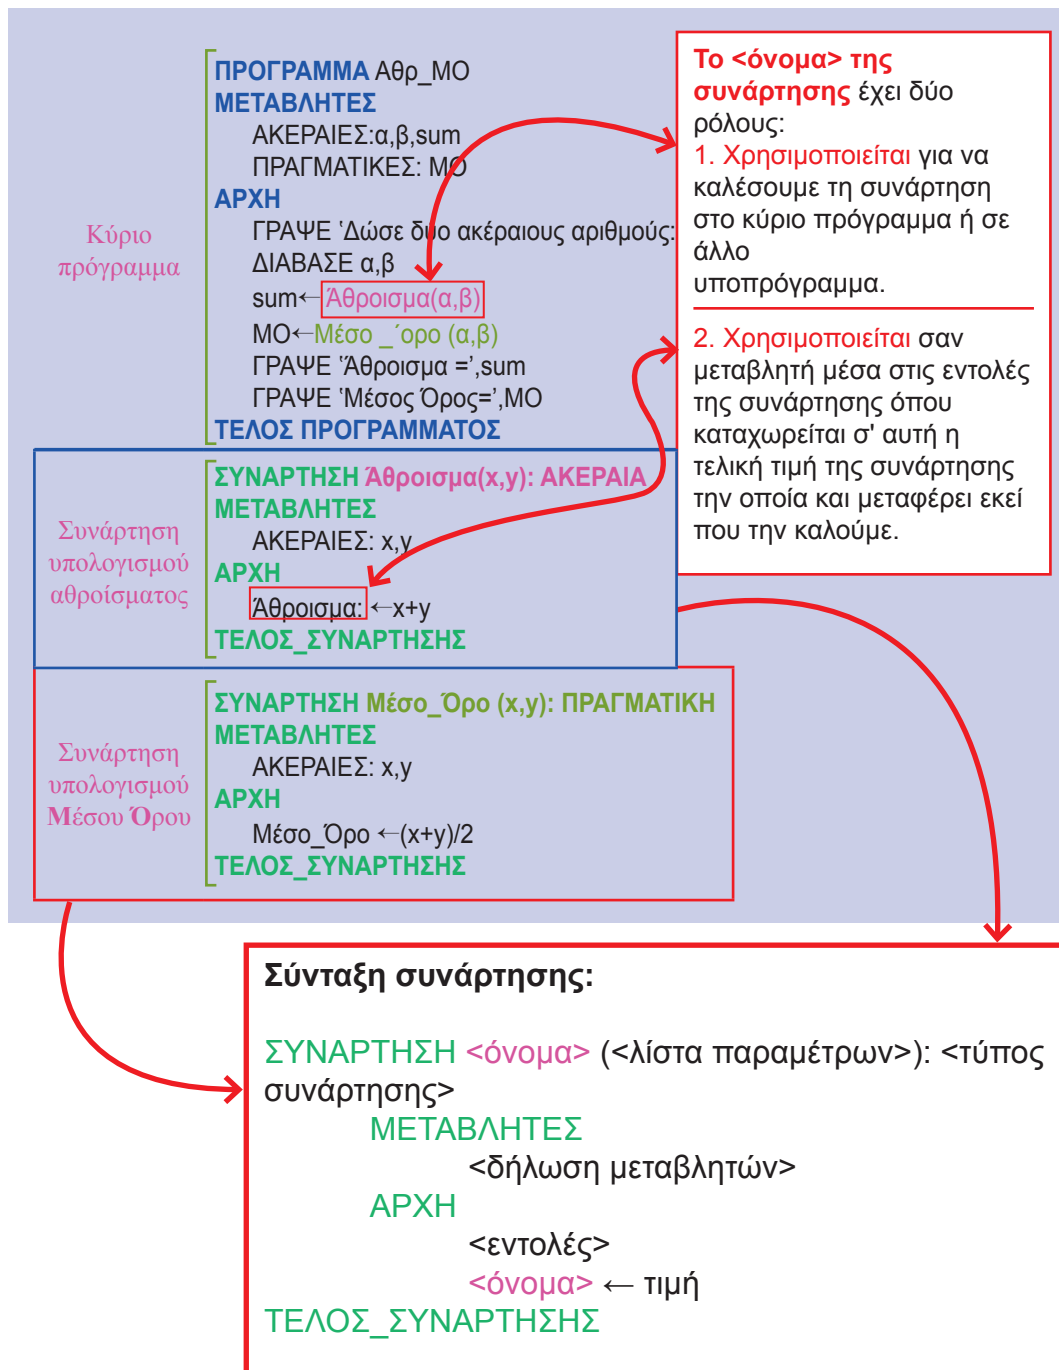 Κύριο
πρόγραμμα
ΠΡΟΓΡΑΜΜΑ Αθρ_ΜΟ
ΜΕΤΑΒΛΗΤΕΣ
ΑΚΕΡΑΙΕΣ:α,β,sum
ΠΡΑΓΜΑΤΙΚΕΣ: ΜΟ
ΑΡΧΗ
ΓΡΑΨΕ ‘Δώσε δύο ακέραιους αριθμούς:
ΔΙΑΒΑΣΕ α,β
sum←Άθροισμα(α,β)
ΜΟ←Μέσο _΄ορο (α,β)
ΓΡΑΨΕ ‘Άθροισμα =’,sum
ΓΡΑΨΕ ‘Μέσος Όρος=’,ΜΟ
ΤΕΛΟΣ ΠΡΟΓΡΑΜΜΑΤΟΣ
Συνάρτηση
υπολογισμού
αθροίσματος
ΣΥΝΑΡΤΗΣΗ Άθροισμα(x,y): ΑΚΕΡΑΙΑ
ΜΕΤΑΒΛΗΤΕΣ
ΑΚΕΡΑΙΕΣ: x,y
ΑΡΧΗ
Άθροισμα: ←x+y
ΤΕΛΟΣ_ΣΥΝΑΡΤΗΣΗΣ
Συνάρτηση
υπολογισμού
Μέσου Όρου
ΣΥΝΑΡΤΗΣΗ Μέσο_Όρο (x,y): ΠΡΑΓΜΑΤΙΚΗ
ΜΕΤΑΒΛΗΤΕΣ
ΑΚΕΡΑΙΕΣ: x,y
ΑΡΧΗ
Μέσο_Όρο ←(x+y)/2
ΤΕΛΟΣ_ΣΥΝΑΡΤΗΣΗΣ
Το <όνομα> της
συνάρτησης έχει δύο
ρόλους:
1. Χρησιμοποιείται για να
καλέσουμε τη συνάρτηση
στο κύριο πρόγραμμα ή σε
άλλο
υποπρόγραμμα.
2. Χρησιμοποιείται σαν
μεταβλητή μέσα στις εντολές
της συνάρτησης όπου
καταχωρείται σ' αυτή η
τελική τιμή της συνάρτησης
την οποία και μεταφέρει εκεί
που την καλούμε.
Σύνταξη συνάρτησης:
ΣΥΝΑΡΤΗΣΗ <όνομα> (<λίστα παραμέτρων>): <τύπος
συνάρτησης>
ΜΕΤΑΒΛΗΤΕΣ
<δήλωση μεταβλητών>
ΑΡΧΗ
<εντολές>
<όνομα> ← τιμή
ΤΕΛΟΣ_ΣΥΝΑΡΤΗΣΗΣ